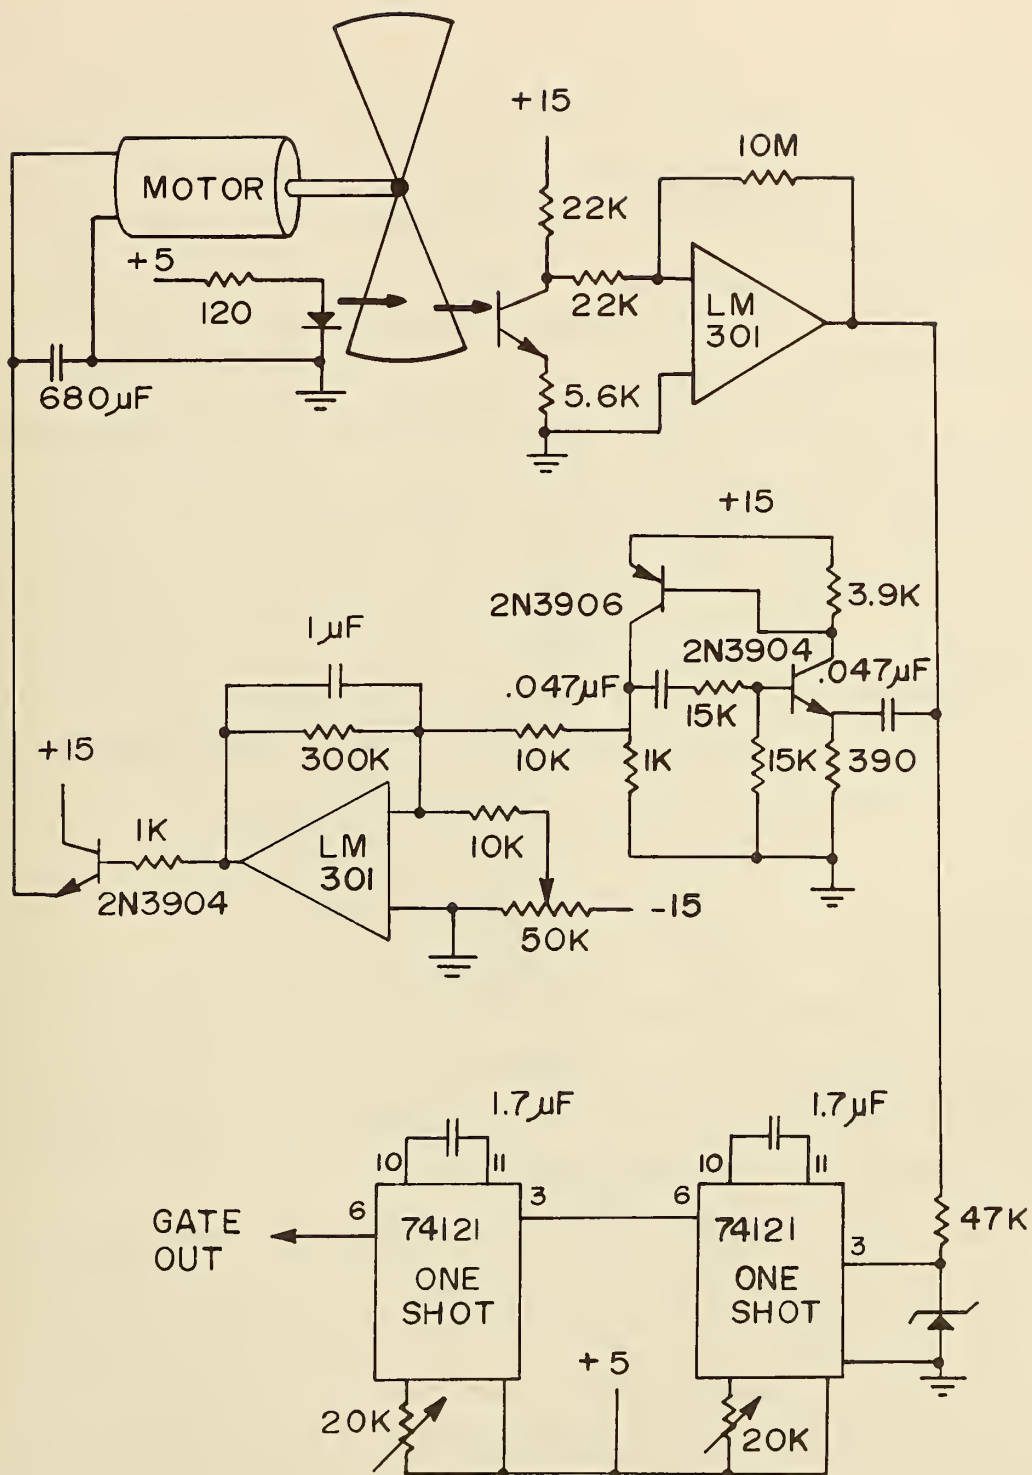 +15
10M
MOTOR
22K
+5
120
22K
LM
301
680µF
5.6K
+15
2N3906
3.9K
1µF
2N3904
.047µF
.047µF
15K
+15
300K
10K
1K
15K
390
1K
LM
301
10K
2N3904
-15
50K
1.7µF
1.7µF
10
11
10
11
6
3
6
47K
GATE
OUT
74121
ONE
SHOT
74121
ONE
SHOT
3
+5
20K
20K